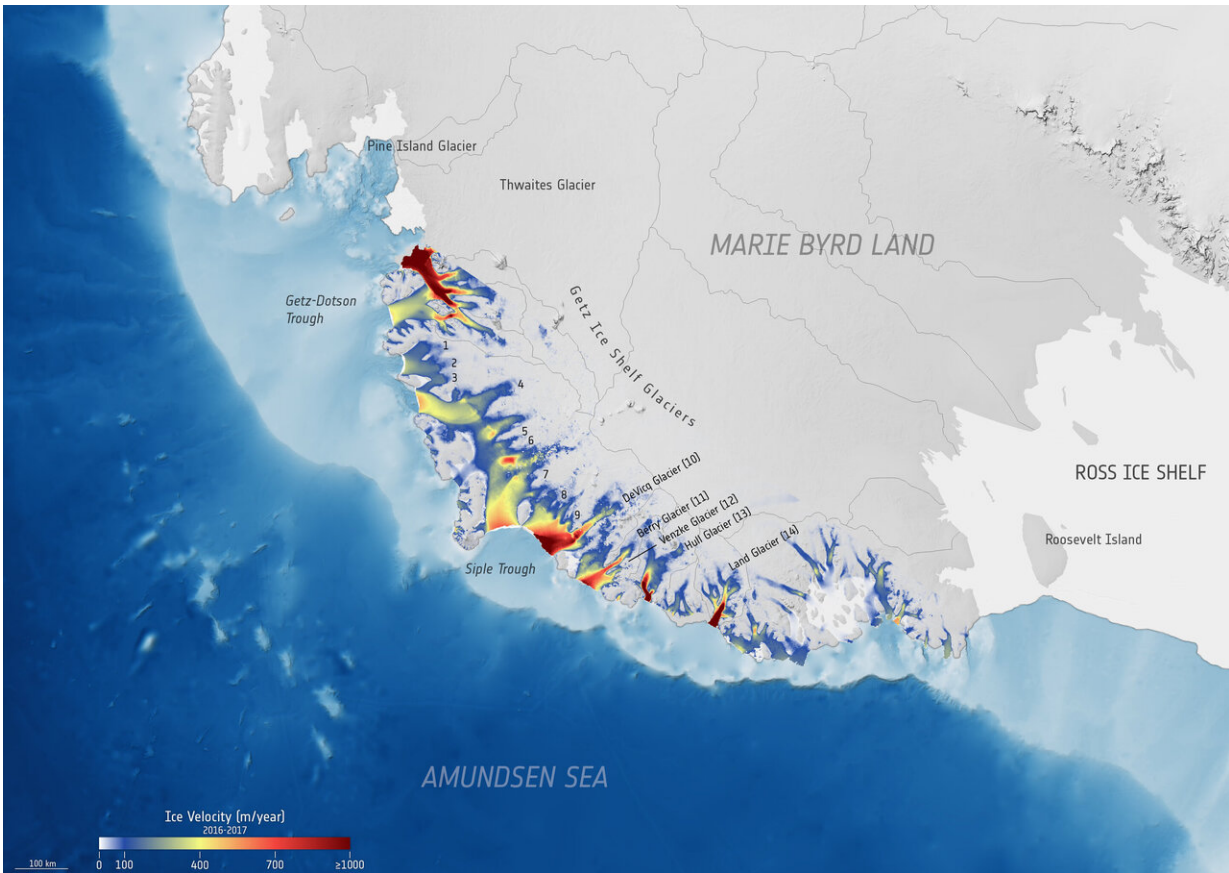 Pine Island Glacier
Thwaites Glacier
MARIE BYRD LAND
Getz-Dotson
Trough
Getz Ice Shelf Glaciers
1
2
3
4
5
6
7
8
9
DeVicq Glacier (10)
Berry Glacier (11)
Venzke Glacier (12)
Hull Glacier (13)
Land Glacier (14)
ROSS ICE SHELF
Roosevelt Island
Siple Trough
AMUNDSEN SEA
Ice Velocity (m/year)
2016-2017
100 km
0 100 400 700 ≥1000